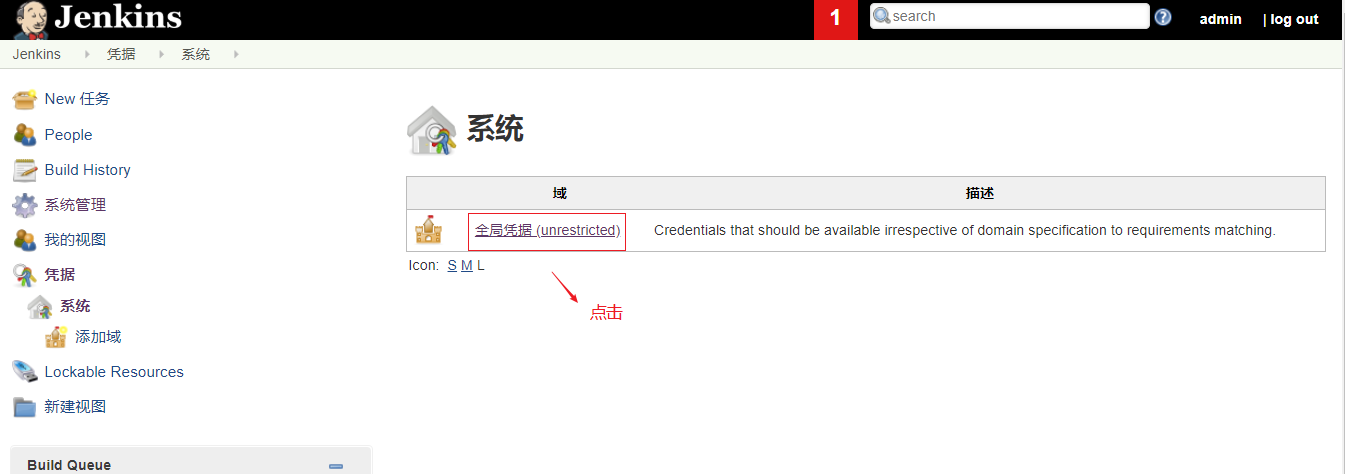 Jenkins
1
search
admin
| log out
Jenkins
凭据
系统
New 任务
People
Build History
系统管理
我的视图
凭据
系统
添加域
Lockable Resources
新建视图
Build Queue
系统
域 描述
全局凭据 (unrestricted) Credentials that should be available irrespective of domain specification to requirements matching.
Icon: S M L
点击